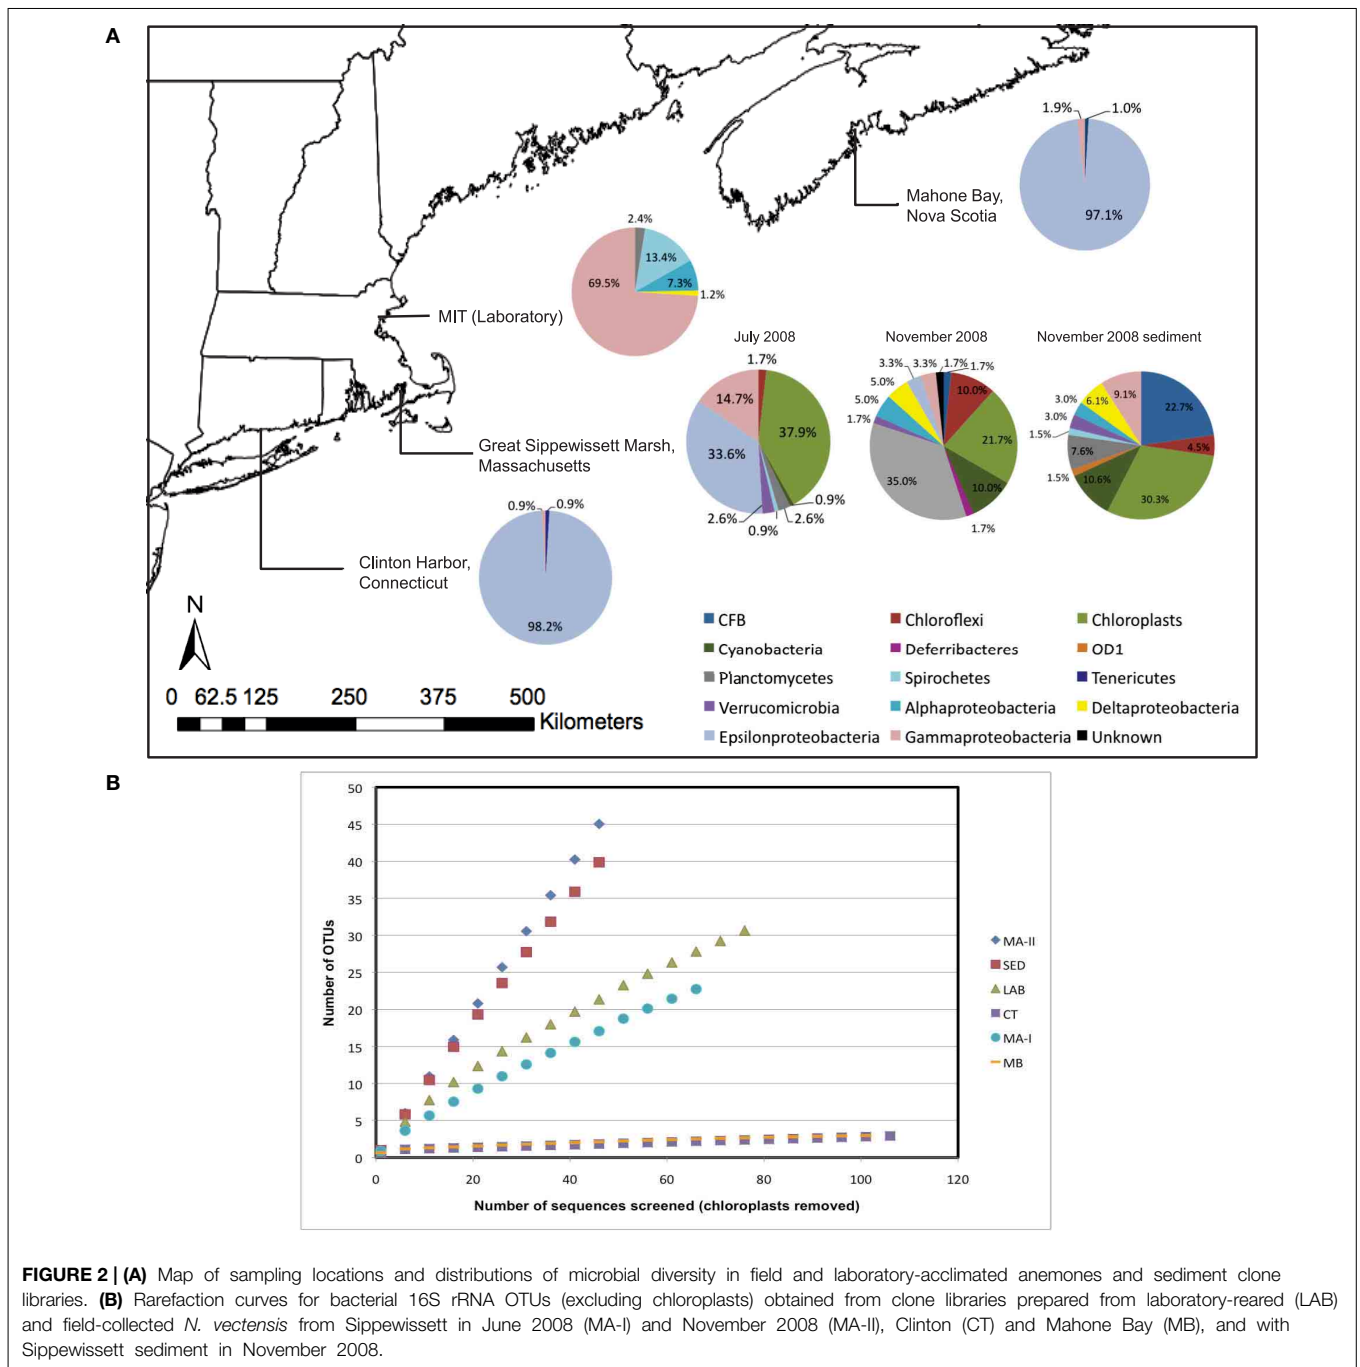 A
1.9%
1.0%
97.1%
Mahone Bay,
Nova Scotia
2.4%
13.4%
69.5%
7.3%
1.2%
MIT (Laboratory)
July 2008
1.7%
14.7%
37.9%
33.6%
0.9%
2.6%
2.6%
0.9%
November 2008
3.3%
3.3%
1.7%
1.7%
5.0%
10.0%
5.0%
1.7%
21.7%
35.0%
10.0%
1.7%
November 2008 sediment
9.1%
22.7%
6.1%
3.0%
3.0%
1.5%
4.5%
7.6%
1.5%
10.6%
30.3%
Great Sippewissett Marsh,
Massachusetts
0.9%
0.9%
Clinton Harbor,
Connecticut
98.2%
N
0 62.5 125 250 375 500
Kilometers
CFB
Chloroflexi
Chloroplasts
Cyanobacteria
Deferribacteres
OD1
Planctomycetes
Spirochetes
Tenericutes
Verrucomicrobia
Alphaproteobacteria
Deltaproteobacteria
Epsilonproteobacteria
Gammaproteobacteria
Unknown
B
50
45
40
35
30
25
20
15
10
5
0
Number of OTUs
0 20 40 60 80 100 120
Number of sequences screened (chloroplasts removed)
MA-II
SED
LAB
CT
MA-I
MB
FIGURE 2 | (A) Map of sampling locations and distributions of microbial diversity in field and laboratory-acclimated anemones and sediment clone
libraries. (B) Rarefaction curves for bacterial 16S rRNA OTUs (excluding chloroplasts) obtained from clone libraries prepared from laboratory-reared (LAB)
and field-collected N. vectensis from Sippewissett in June 2008 (MA-I) and November 2008 (MA-II), Clinton (CT) and Mahone Bay (MB), and with
Sippewissett sediment in November 2008.